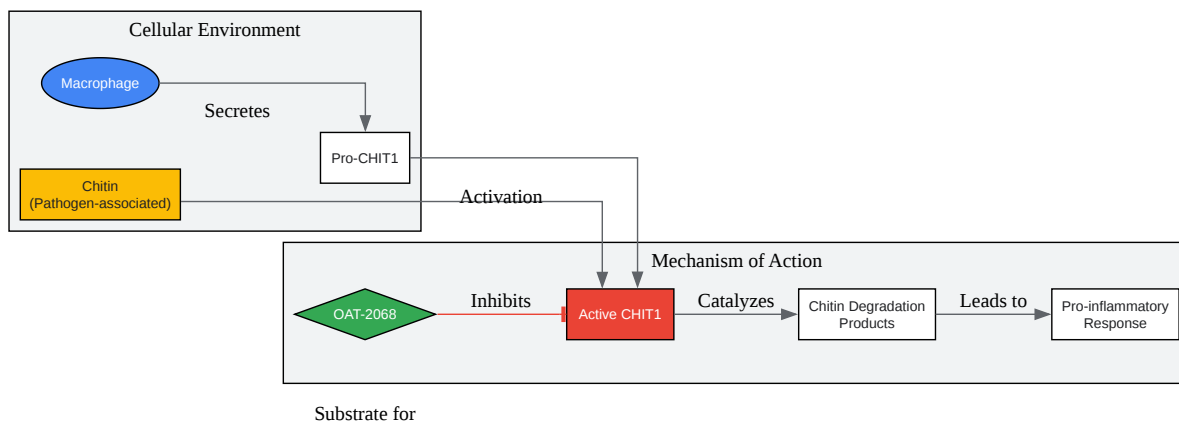 Cellular Environment
Macrophage
Secretes
Pro-CHIT1
Chitin
(Pathogen-associated)
Activation
Mechanism of Action
OAT-2068
Inhibits
Active CHIT1
Catalyzes
Chitin Degradation
Products
Leads to
Pro-inflammatory
Response
Substrate for